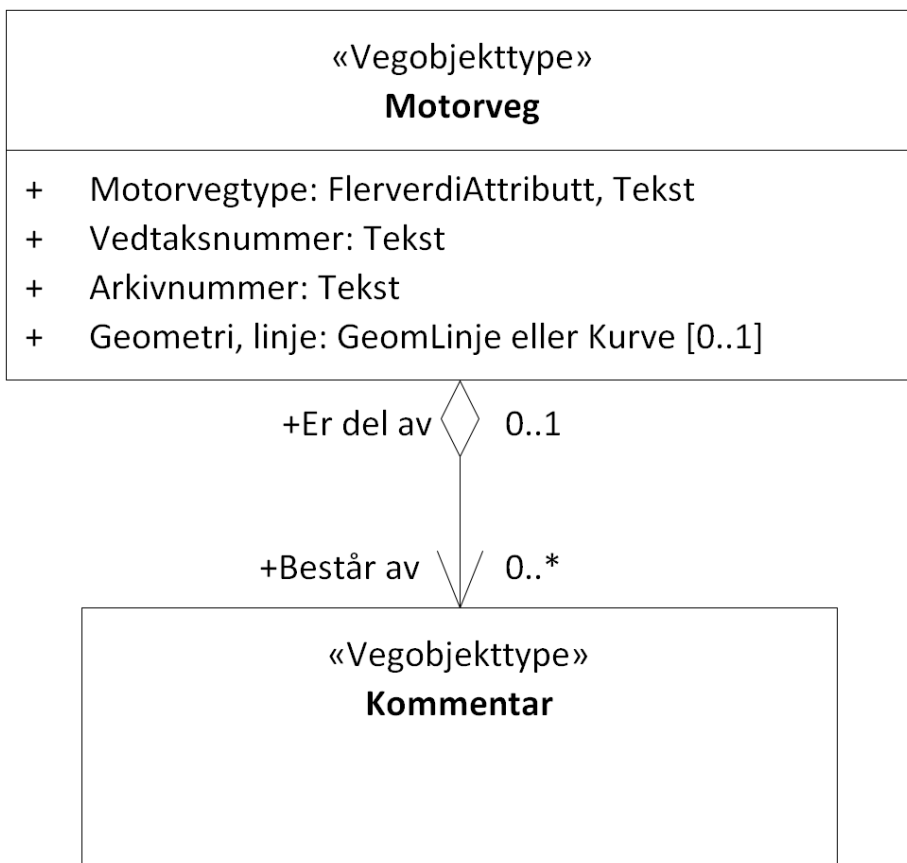 «Vegobjekttype»
Motorveg
+ Motorvegtype: FlerverdiAttributt, Tekst
+ Vedtaksnummer: Tekst
+ Arkivnummer: Tekst
+ Geometri, linje: GeomLinje eller Kurve [0..1]
+Er del av 0..1
+Består av 0..*
«Vegobjekttype»
Kommentar